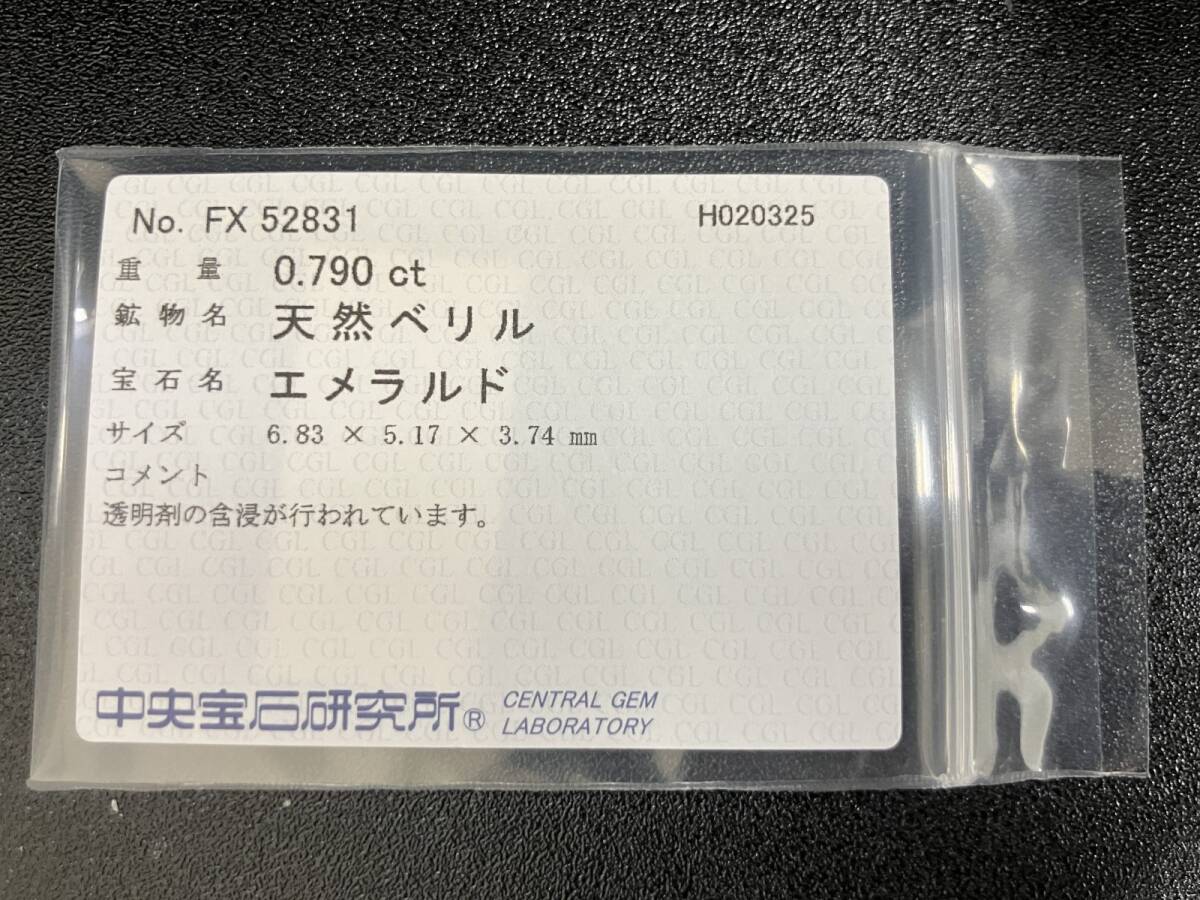 No. FX 52831 H020325
重量 0.790 ct
鉱物名 天然ベリル
宝石名 エメラルド
サイズ 6.83 × 5.17 × 3.74 mm
コメント
透明剤の含浸が行われています。
中央宝石研究所® CENTRAL GEM
LABORATORY